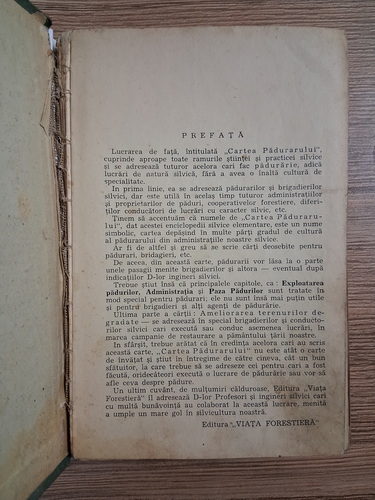 PREFAȚĂ
Lucrarea de față, întitulată „Cartea Pădurarului",
cuprinde aproape toate ramurile științei și practicei silvice
și se adresează tuturor acelora cari fac pădurărie, adică
lucrări de natură silvică, fără a avea o înaltă cultură de
specialitate.
In prima linie, ea se adresează pădurarilor și brigadierilor
silvici, dar este utilă în acelaș timp tuturor administrațiilor
și proprietarilor de păduri, cooperativelor forestiere, diferi-
ților conducători de lucrări cu caracter silvic, etc.
Ținem să accentuăm că numele de „Cartea Păduraru-
lui", dat acestei enciclopedii silvice elementare, este un nume
simbolic, cartea depășind în multe părți gradul de cultură
al pădurarului din administrațiile noastre silvice.
Ar fi de altfel și greu să se scrie cărți deosebite pentru
pădurari, bridagieri, etc.
De aceea, din această carte, pădurarii vor lăsa la o parte
unele pasagii menite brigadierilor și altora — eventual după
indicațiile D-lor ingineri silvici.
Trebue știut însă că principalele capitole, ca : Exploatarea
pădurilor, Administrația și Paza Pădurilor sunt tratate în
mod special pentru pădurari; ele nu sunt însă mai puțin utile
și pentru brigadieri și alți agenți de pădurărie.
Ultima parte a cărții : Ameliorarea terenurilor de-
gradate — se adresează în special brigadierilor și conducto-
rilor silvici cari execută sau conduc asemenea lucrări, în
marea campanie de restaurare a pământului țării noastre.
In sfârșit, trebue arătat că în credința acelora cari au scris
această carte, „Cartea Pădurarului" nu este atât o carte
de învățat și știut în întregime de către cineva, cât un bun
sfătuitor, la care trebue să se adreseze cei pentru cari a fost
făcută, oridecâteori execută o lucrare de pădurărie sau vor să
afle ceva despre pădure.
Un ultim cuvânt, de mulțumiri călduroase, Editura „Viața
Forestieră" îl adresează D-lor Profesori și ingineri silvici cari
cu multă bunăvoință au colaborat la această lucrare, menită
a umple un mare gol în silvicultura noastră.
Editura „VIAȚA FORESTIERĂ"